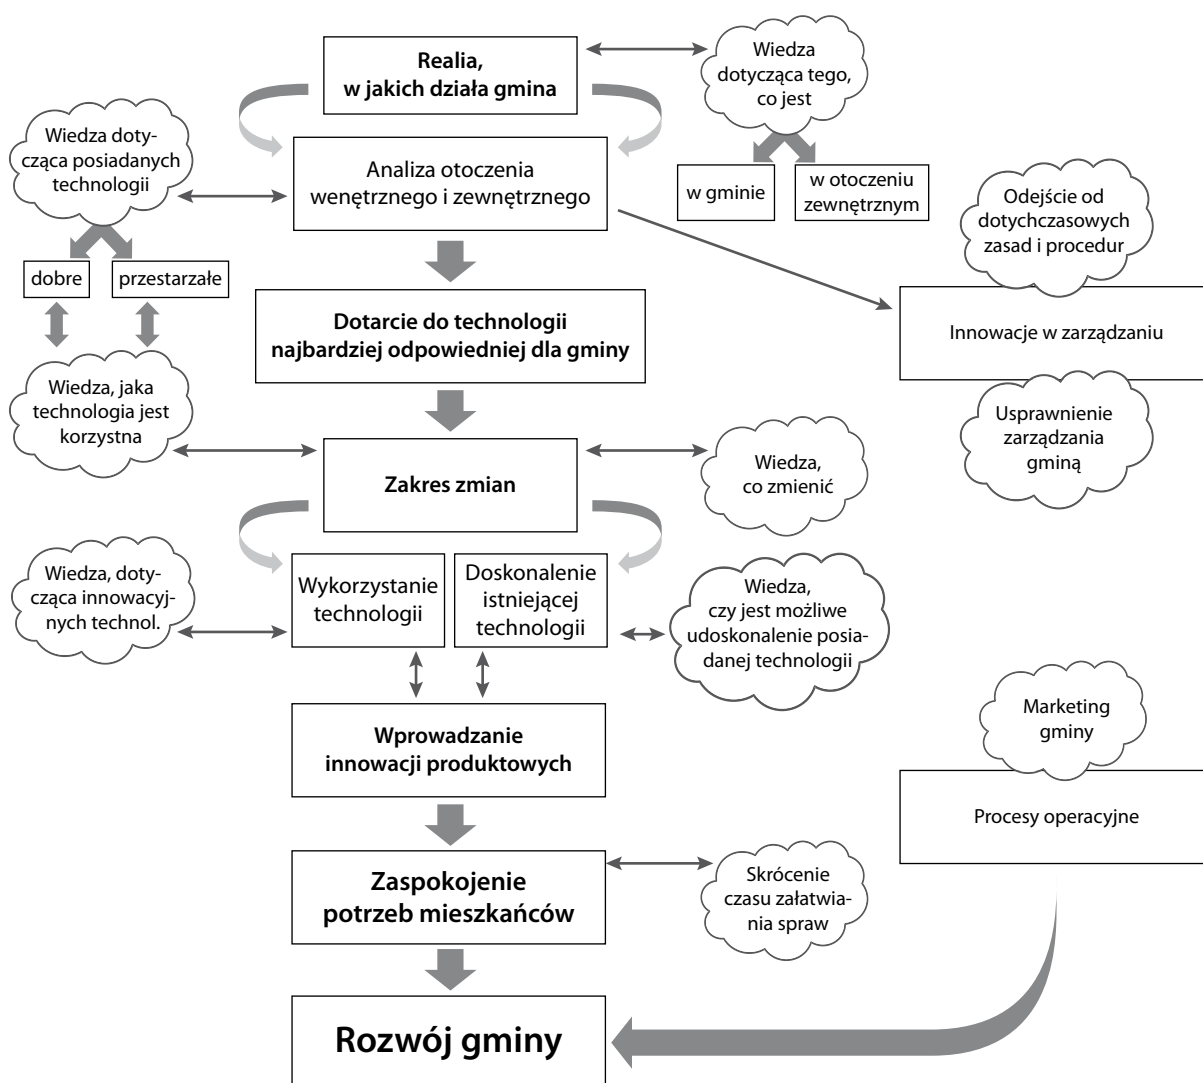 Realia,
w jakich działa gmina
Wiedza
dotycząca tego,
co jest
Wiedza doty-
cząca posiadanych
technologii
Analiza otoczenia
wenętrznego i zewnętrznego
w gminie
w otoczeniu
zewnętrznym
Odejście od
dotychczasowych
zasad i procedur
dobre
przestarzałe
Dotarcie do technologii
najbardziej odpowiedniej dla gminy
Innowacje w zarządzaniu
Wiedza, jaka
technologia jest
korzystna
Usprawnienie
zarządzania
gminą
Zakres zmian
Wiedza,
co zmienić
Wiedza, doty-
cząca innowacyj-
nych technol.
Wykorzystanie
technologii
Doskonalenie
istniejącej
technologii
Wiedza,
czy jest możliwe
udoskonalenie posia-
danej technologii
Wprowadzanie
innowacji produktowych
Marketing
gminy
Procesy operacyjne
Zaspokojenie
potrzeb mieszkańców
Skrócenie
czasu załatwia-
nia spraw
Rozwój gminy